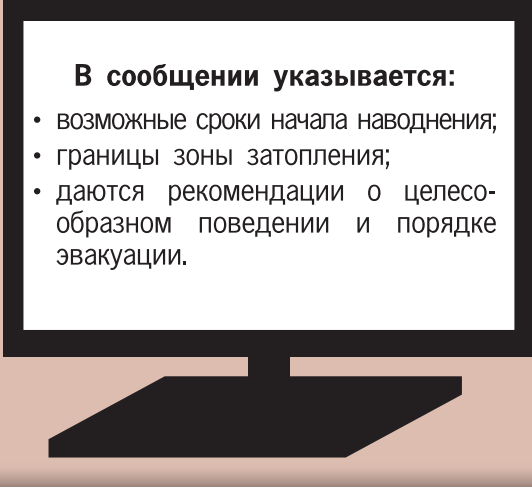 В сообщении указывается:
• возможные сроки начала наводнения;
• границы зоны затопления;
• даются рекомендации о целесо-
образном поведении и порядке
эвакуации.